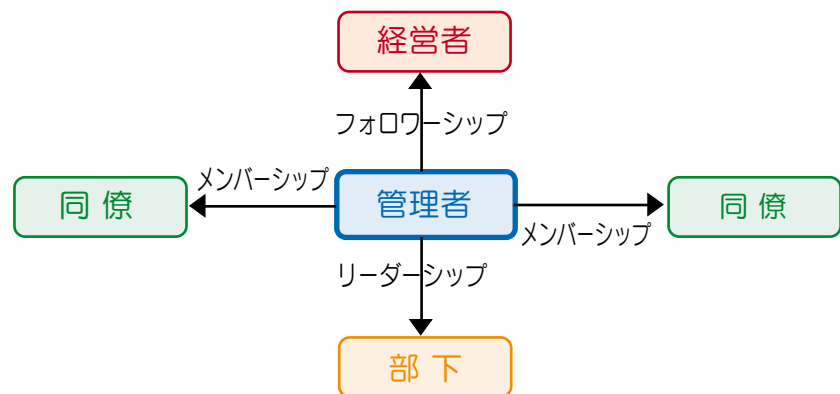 経営者
フォロワーシップ
メンバーシップ
同 僚
管理者
同 僚
メンバーシップ
リーダーシップ
部 下